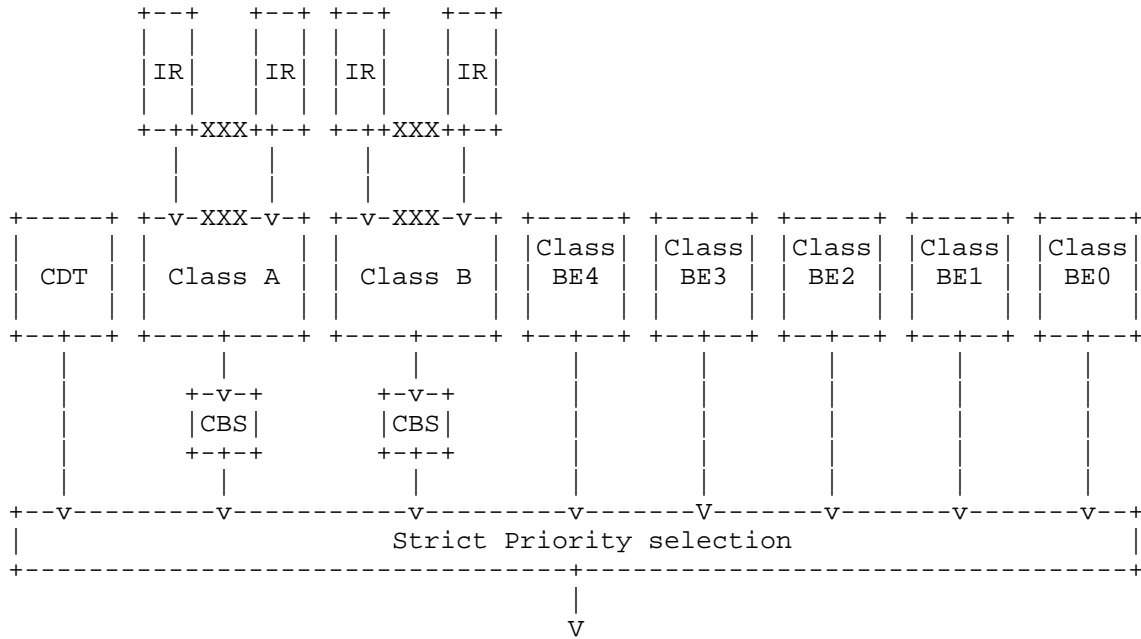 +--+   +--+ +--+   +--+
        |  |   |  | |  |   |  |
        |IR|   |IR| |IR|   |IR|
        |  |   |  | |  |   |  |
        +-++XXX++-+ +-++XXX++-+
          |     |     |     |
          |     |     |     |
+-----+ +-v-XXX-v-+ +-v-XXX-v-+ +-----+ +-----+ +-----+ +-----+ +-----+
|     | |         | |         | |Class| |Class| |Class| |Class| |Class|
| CDT | | Class A | | Class B | | BE4 | | BE3 | | BE2 | | BE1 | | BE0 |
|     | |         | |         | |     | |     | |     | |     | |     |
+--+--+ +----+----+ +----+----+ +--+--+ +--+--+ +--+--+ +--+--+ +--+--+
   |         |           |         |       |       |       |       |
   |       +-v-+       +-v-+       |       |       |       |       |
   |       |CBS|       |CBS|       |       |       |       |       |
   |       +-+-+       +-+-+       |       |       |       |       |
   |         |           |         |       |       |       |       |
+--v---------v-----------v---------v-------V-------v-------v-------v--+
|                      Strict Priority selection                      |
+----------------------------------+----------------------------------+
                                   |
                                   V